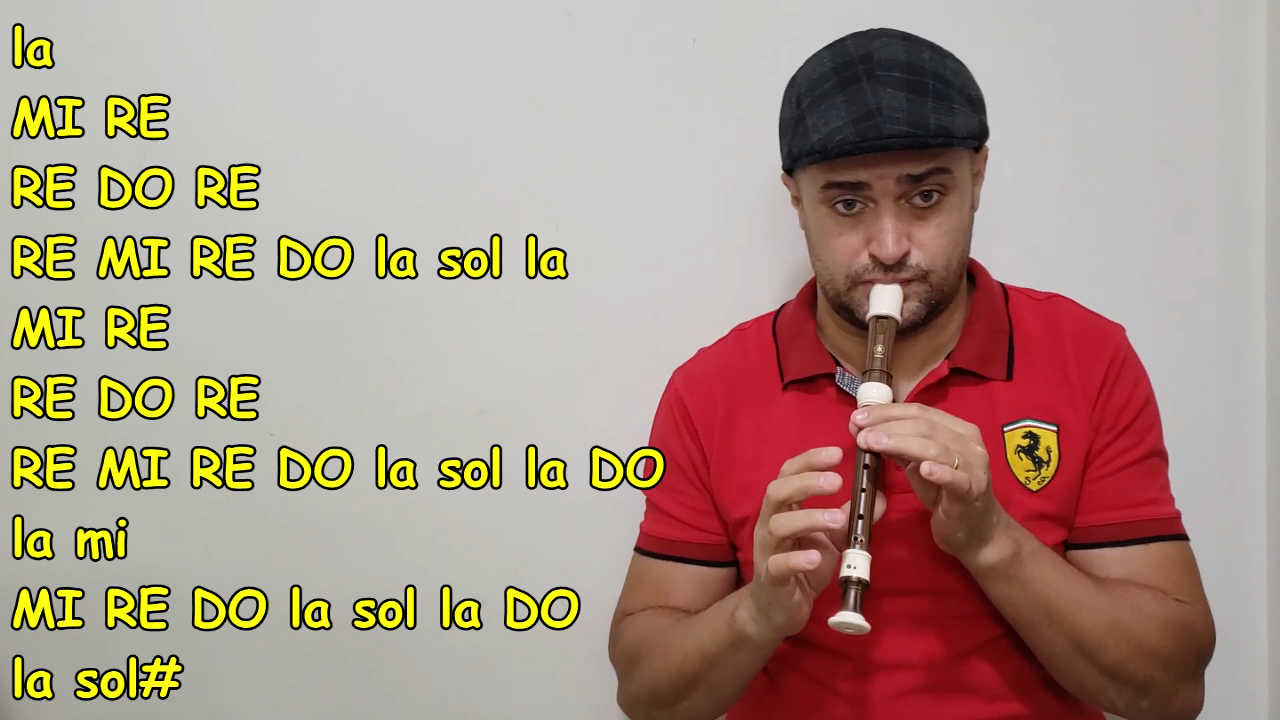 la
MI RE
RE DO RE
RE MI RE DO la sol la
MI RE
RE DO RE
RE MI RE DO la sol la DO
la mi
MI RE DO la sol la DO
la sol#
S F